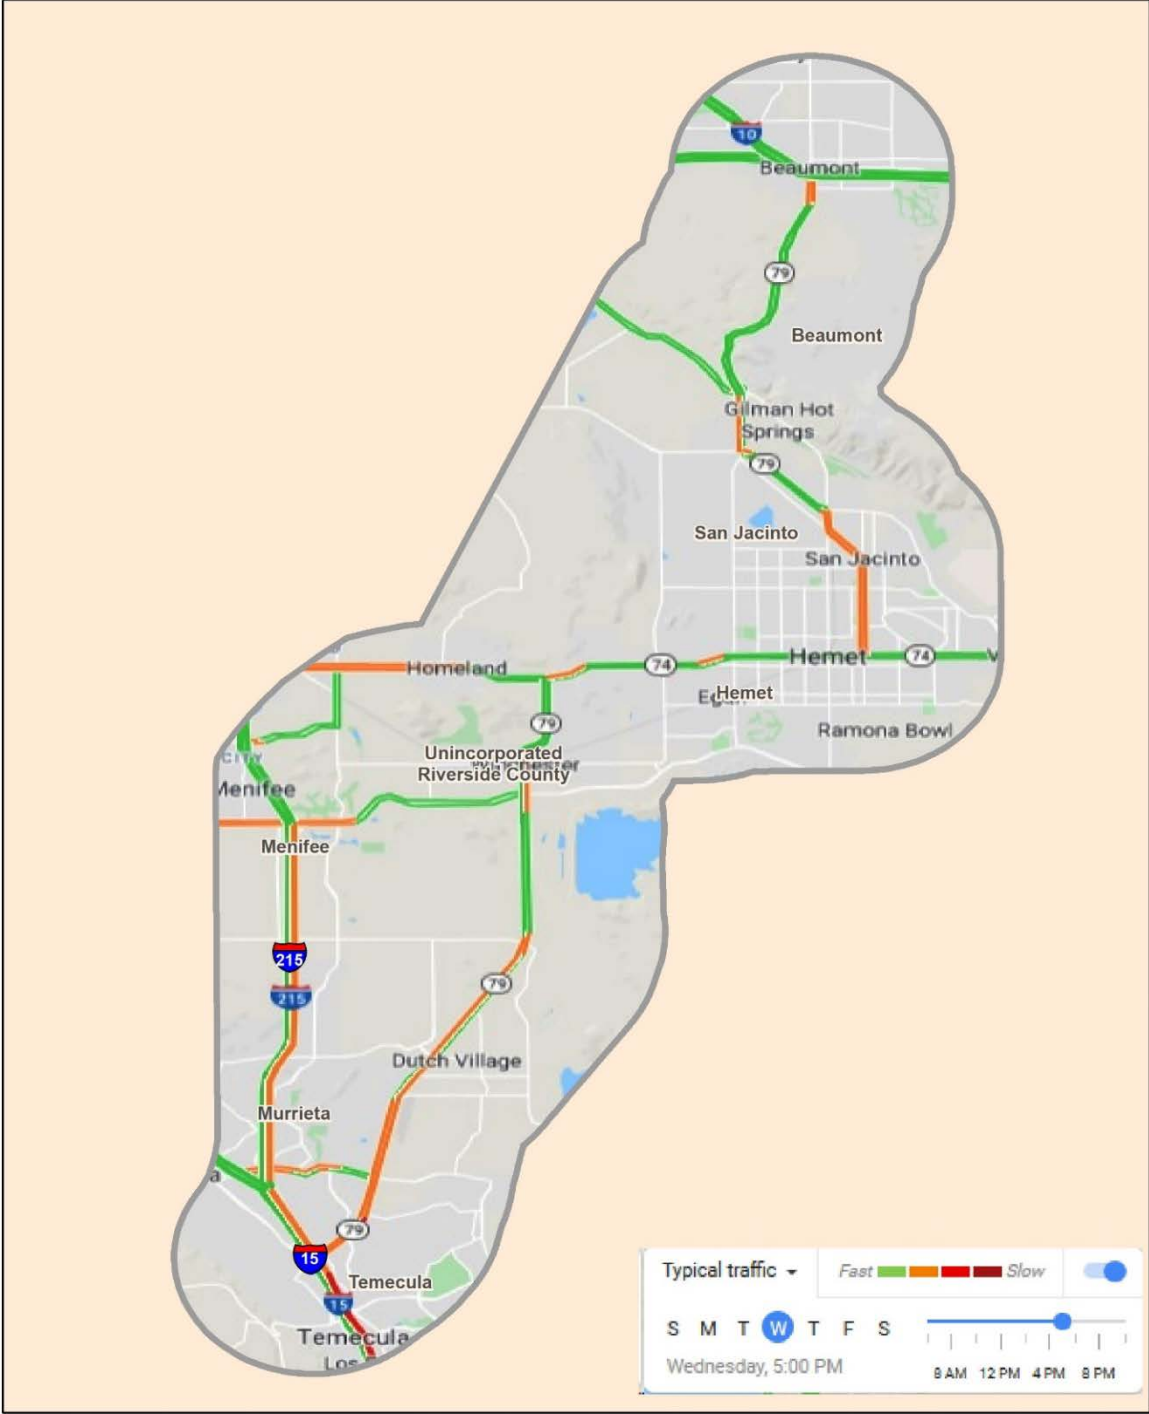 10
Beaumont
79
Beaumont
Gilman Hot
Springs
79
San Jacinto
San Jacinto
Homeland
74
Hemet
74
Hemet
79
Ramona Bowl
Unincorporated
Riverside County
CITY
Menifee
Menifee
215
215
79
Dutch Village
Murrieta
a
79
15
Temecula
15
Temecula
Los
Typical traffic
Fast
Slow
S M T W T F S
Wednesday, 5:00 PM
8 AM 12 PM 4 PM 8 PM